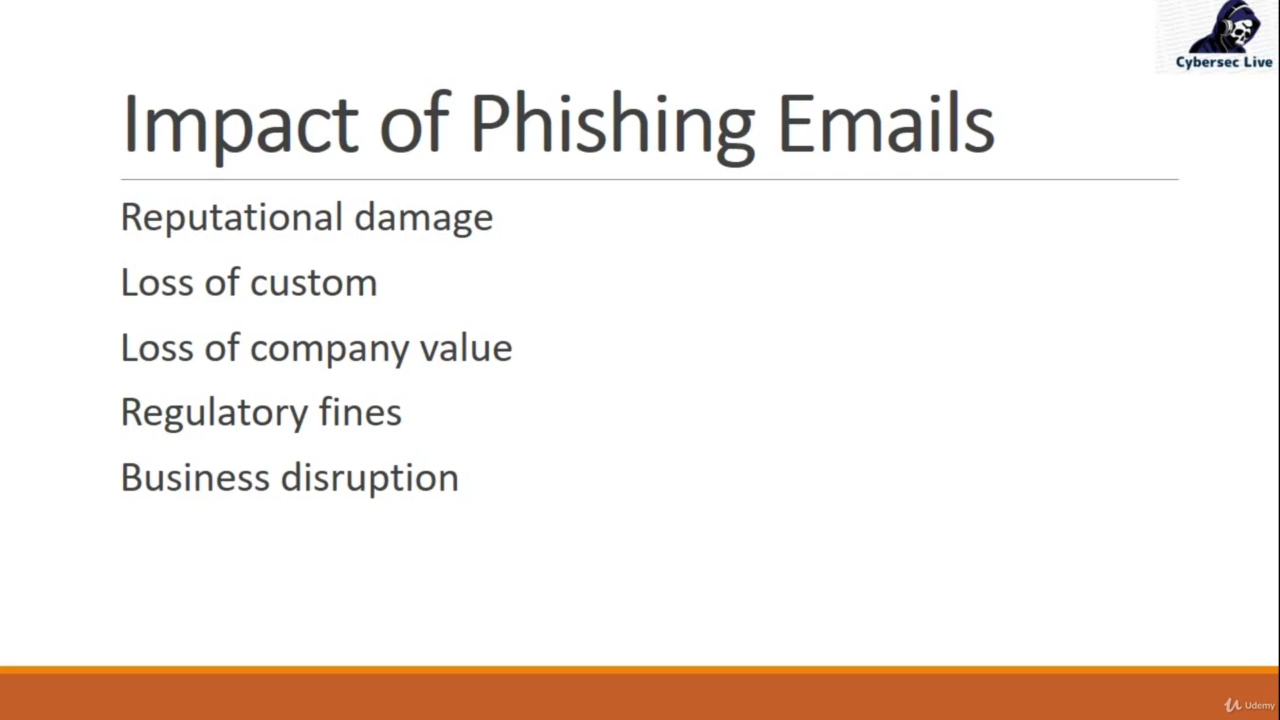 Cybersec Live
Impact of Phishing Emails
Reputational damage
Loss of custom
Loss of company value
Regulatory fines
Business disruption
Udemy